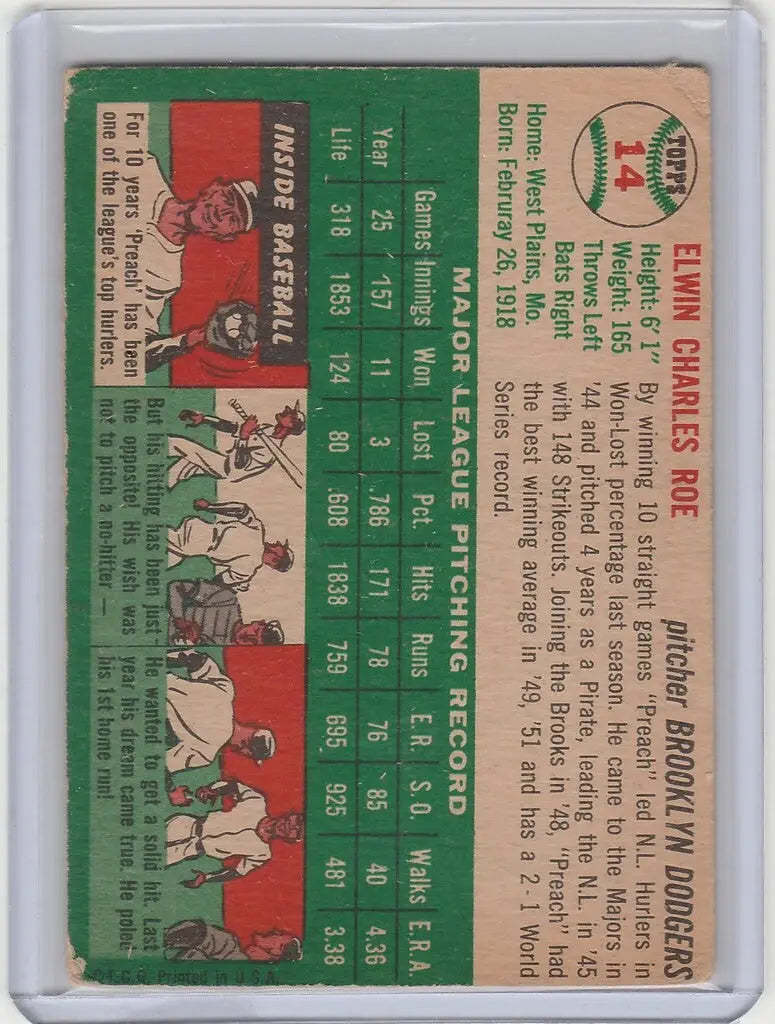 TOPPS
14
ELWIN CHARLES ROE
pitcher BROOKLYN DODGERS
Height: 6' 1"
Weight: 165
Throws Left
Bats Right
Home: West Plains, Mo.
Born: Februray 26, 1918
By winning 10 straight games "Preach" led N.L. Hurlers in
Won-Lost percentage last season. He came to the Majors in
'44 and pitched 4 years as a Pirate, leading the N.L. in '45
with 148 Strikeouts. Joining the Brooks in '48, "Preach" had
the best winning average in '49, '51 and has a 2-1 World
Series record.
MAJOR LEAGUE PITCHING RECORD
Games Innings Won Lost Pct. Hits Runs E.R. S.O. Walks E.R.A
Year 25 157 11 3 .786 171 78 76 85 40 4.36
Life 318 1853 124 80 .608 1838 759 695 925 481 3.38
INSIDE BASEBALL
For 10 years 'Preach' has been
one of the league's top hurlers.
But his hitting has been just
the opposite! His wish was
not to pitch a no-hitter —
He wanted to get a solid hit. Last
year his dream came true. He poled
his 1st home run!
© T.C.G. Printed in U.S.A.